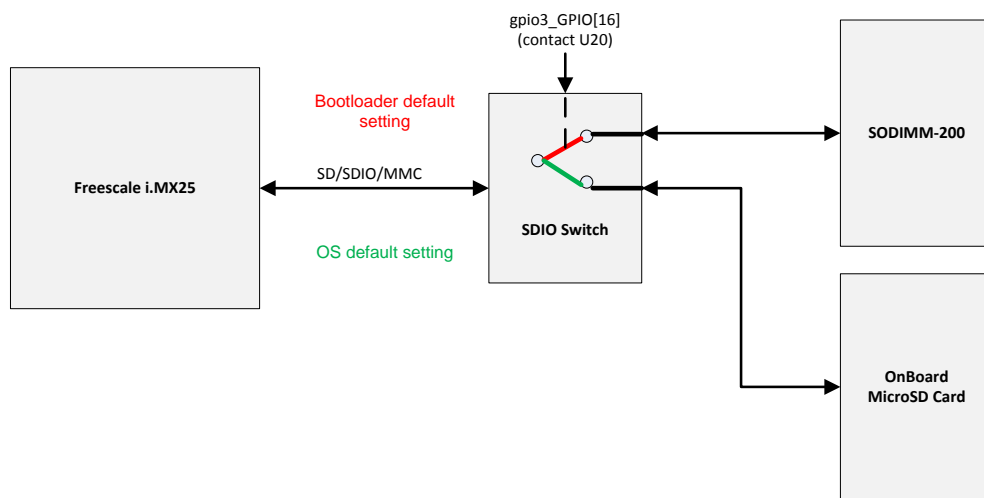 gpio3_GPIO[16]
(contact U20)
Bootloader default
setting
SODIMM-200
Freescale i.MX25
SD/SDIO/MMC
SDIO Switch
OS default setting
OnBoard
MicroSD Card